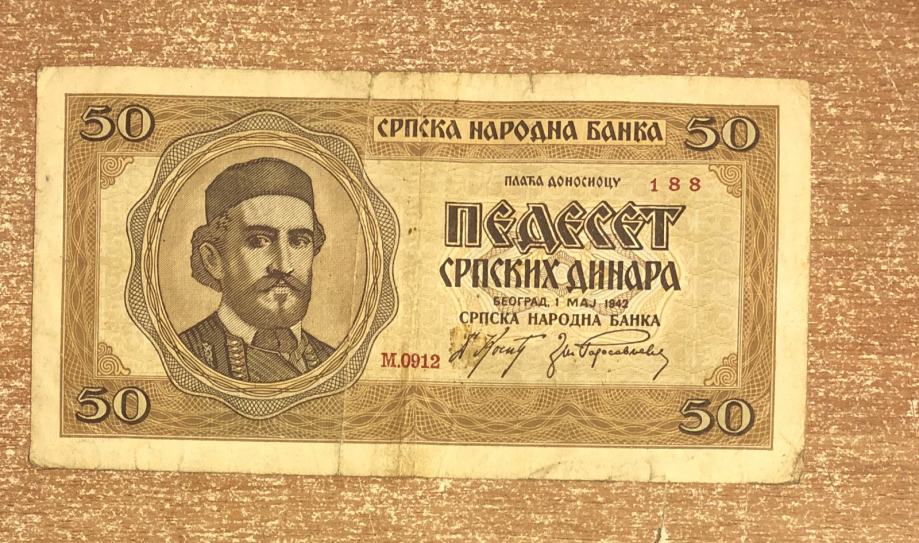 50
СРПСКА НАРОДНА БАНКА 50
ПЛАЋА ДОНОСИОЦУ 188
ПЕДЕСЕТ
СРПСКИХ ДИНАРА
БЕОГРАД, 1 МАЈ 1942
СРПСКА НАРОДНА БАНКА
М.0912
50 50